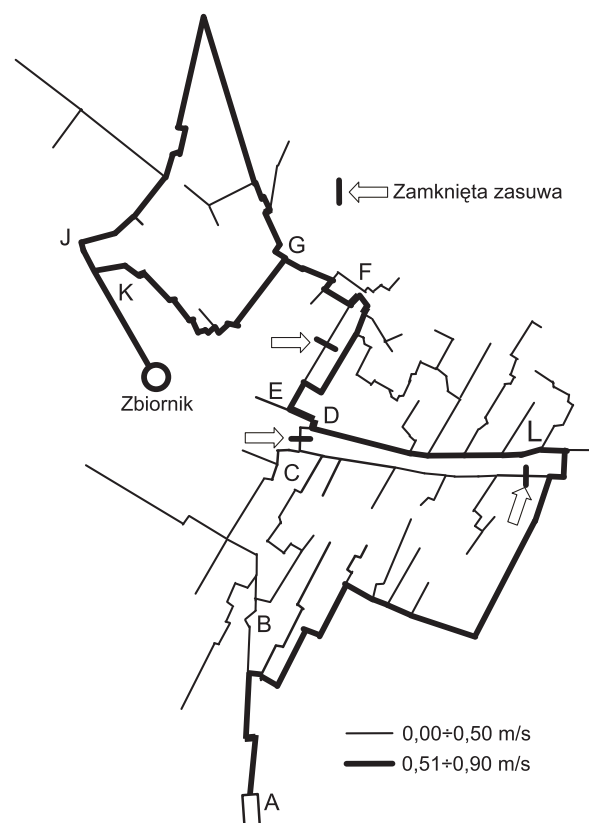 Zamknięta zasuwa
J
G
F
K
Zbiornik
E
D
L
C
B
0,00÷0,50 m/s
0,51÷0,90 m/s
A